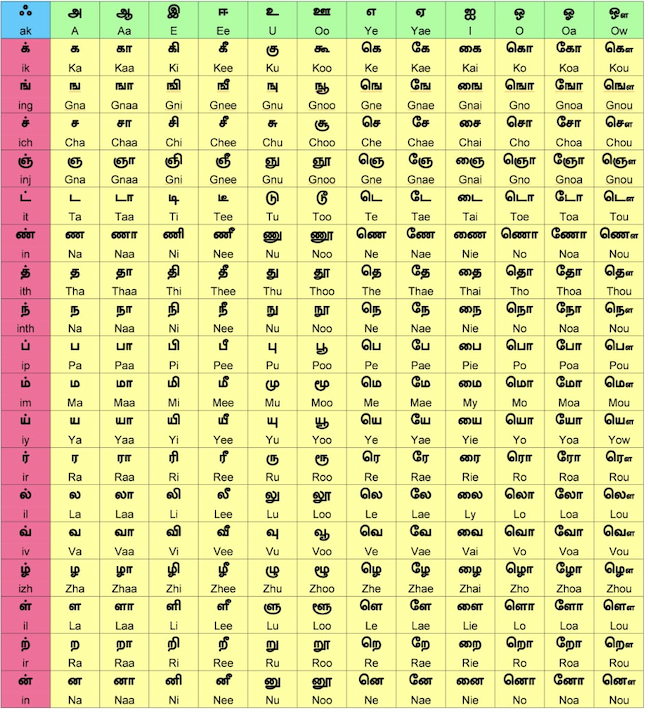 ஃ அ ஆ இ ஈ உ ஊ எ ஏ ஐ ஒ ஓ ஔ
ak A Aa E Ee U Oo Ye Yae I O Oa Ow
க் க கா கி கீ கு கூ கெ கே கை கொ கோ கௌ
ik Ka Kaa Ki Kee Ku Koo Ke Kae Kai Ko Koa Kou
ங் ங ஙா ஙி ஙீ ஙு ஙூ ஙெ ஙே ஙை ஙொ ஙோ ஙௌ
ing Gna Gnaa Gni Gnee Gnu Gnoo Gne Gnae Gnai Gno Gnoa Gnou
ச் ச சா சி சீ சு சூ செ சே சை சொ சோ சௌ
ich Cha Chaa Chi Chee Chu Choo Che Chae Chai Cho Choa Chou
ஞ் ஞ ஞா ஞி ஞீ ஞு ஞூ ஞெ ஞே ஞை ஞொ ஞோ ஞௌ
inj Gna Gnaa Gni Gnee Gnu Gnoo Gne Gnae Gnai Gno Gnoa Gnou
ட் ட டா டி டீ டு டூ டெ டே டை டொ டோ டௌ
it Ta Taa Ti Tee Tu Too Te Tae Tai Toe Toa Tou
ண் ண ணா ணி ணீ ணு ணூ ணெ ணே ணை ணொ ணோ ணௌ
in Na Naa Ni Nee Nu Noo Ne Nae Nie No Noa Nou
த் த தா தி தீ து தூ தெ தே தை தொ தோ தௌ
ith Tha Thaa Thi Thee Thu Thoo The Thae Thai Tho Thoa Thou
ந் ந நா நி நீ நு நூ நெ நே நை நொ நோ நௌ
inth Na Naa Ni Nee Nu Noo Ne Nae Nie No Noa Nou
ப் ப பா பி பீ பு பூ பெ பே பை பொ போ பௌ
ip Pa Paa Pi Pee Pu Poo Pe Pae Pie Po Poa Pou
ம் ம மா மி மீ மு மூ மெ மே மை மொ மோ மௌ
im Ma Maa Mi Mee Mu Moo Me Mae My Mo Moa Mou
ய் ய யா யி யீ யு யூ யெ யே யை யொ யோ யௌ
iy Ya Yaa Yi Yee Yu Yoo Ye Yae Yie Yo Yoa Yow
ர் ர ரா ரி ரீ ரு ரூ ரெ ரே ரை ரொ ரோ ரௌ
ir Ra Raa Ri Ree Ru Roo Re Rae Rie Ro Roa Rou
ல் ல லா லி லீ லு லூ லெ லே லை லொ லோ லௌ
il La Laa Li Lee Lu Loo Le Lae Ly Lo Loa Lou
வ் வ வா வி வீ வு வூ வெ வே வை வொ வோ வௌ
iv Va Vaa Vi Vee Vu Voo Ve Vae Vai Vo Voa Vou
ழ் ழ ழா ழி ழீ ழு ழூ ழெ ழே ழை ழொ ழோ ழௌ
izh Zha Zhaa Zhi Zhee Zhu Zhoo Zhe Zhae Zhai Zho Zhoa Zhou
ள் ள ளா ளி ளீ ளு ளூ ளெ ளே ளை ளொ ளோ ளௌ
il La Laa Li Lee Lu Loo Le Lae Lie Lo Loa Lou
ற் ற றா றி றீ று றூ றெ றே றை றொ றோ றௌ
ir Ra Raa Ri Ree Ru Roo Re Rae Rie Ro Roa Rou
ன் ன னா னி னீ னு னூ னெ னே னை னொ னோ னௌ
in Na Naa Ni Nee Nu Noo Ne Nae Nie No Noa Nou